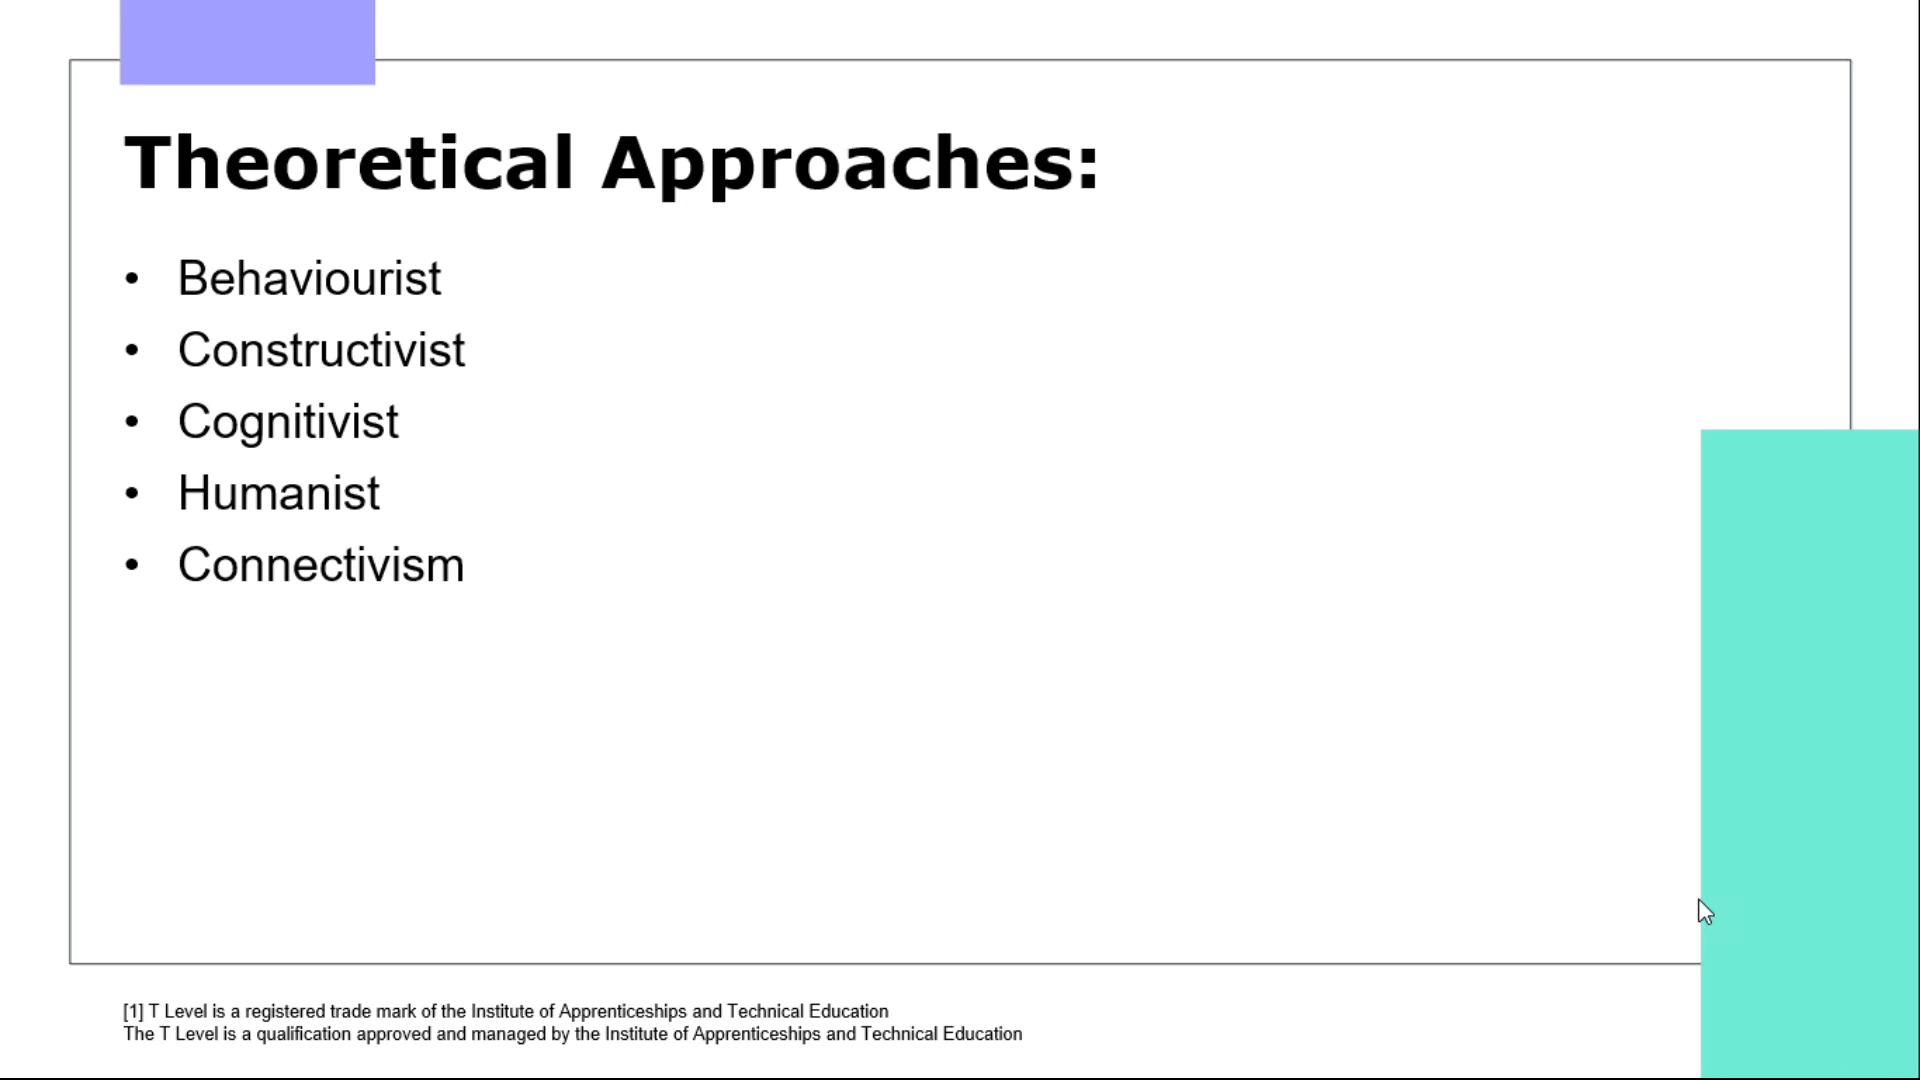 Theoretical Approaches:
• Behaviourist
• Constructivist
• Cognitivist
• Humanist
• Connectivism
[1] T Level is a registered trade mark of the Institute of Apprenticeships and Technical Education
The T Level is a qualification approved and managed by the Institute of Apprenticeships and Technical Education